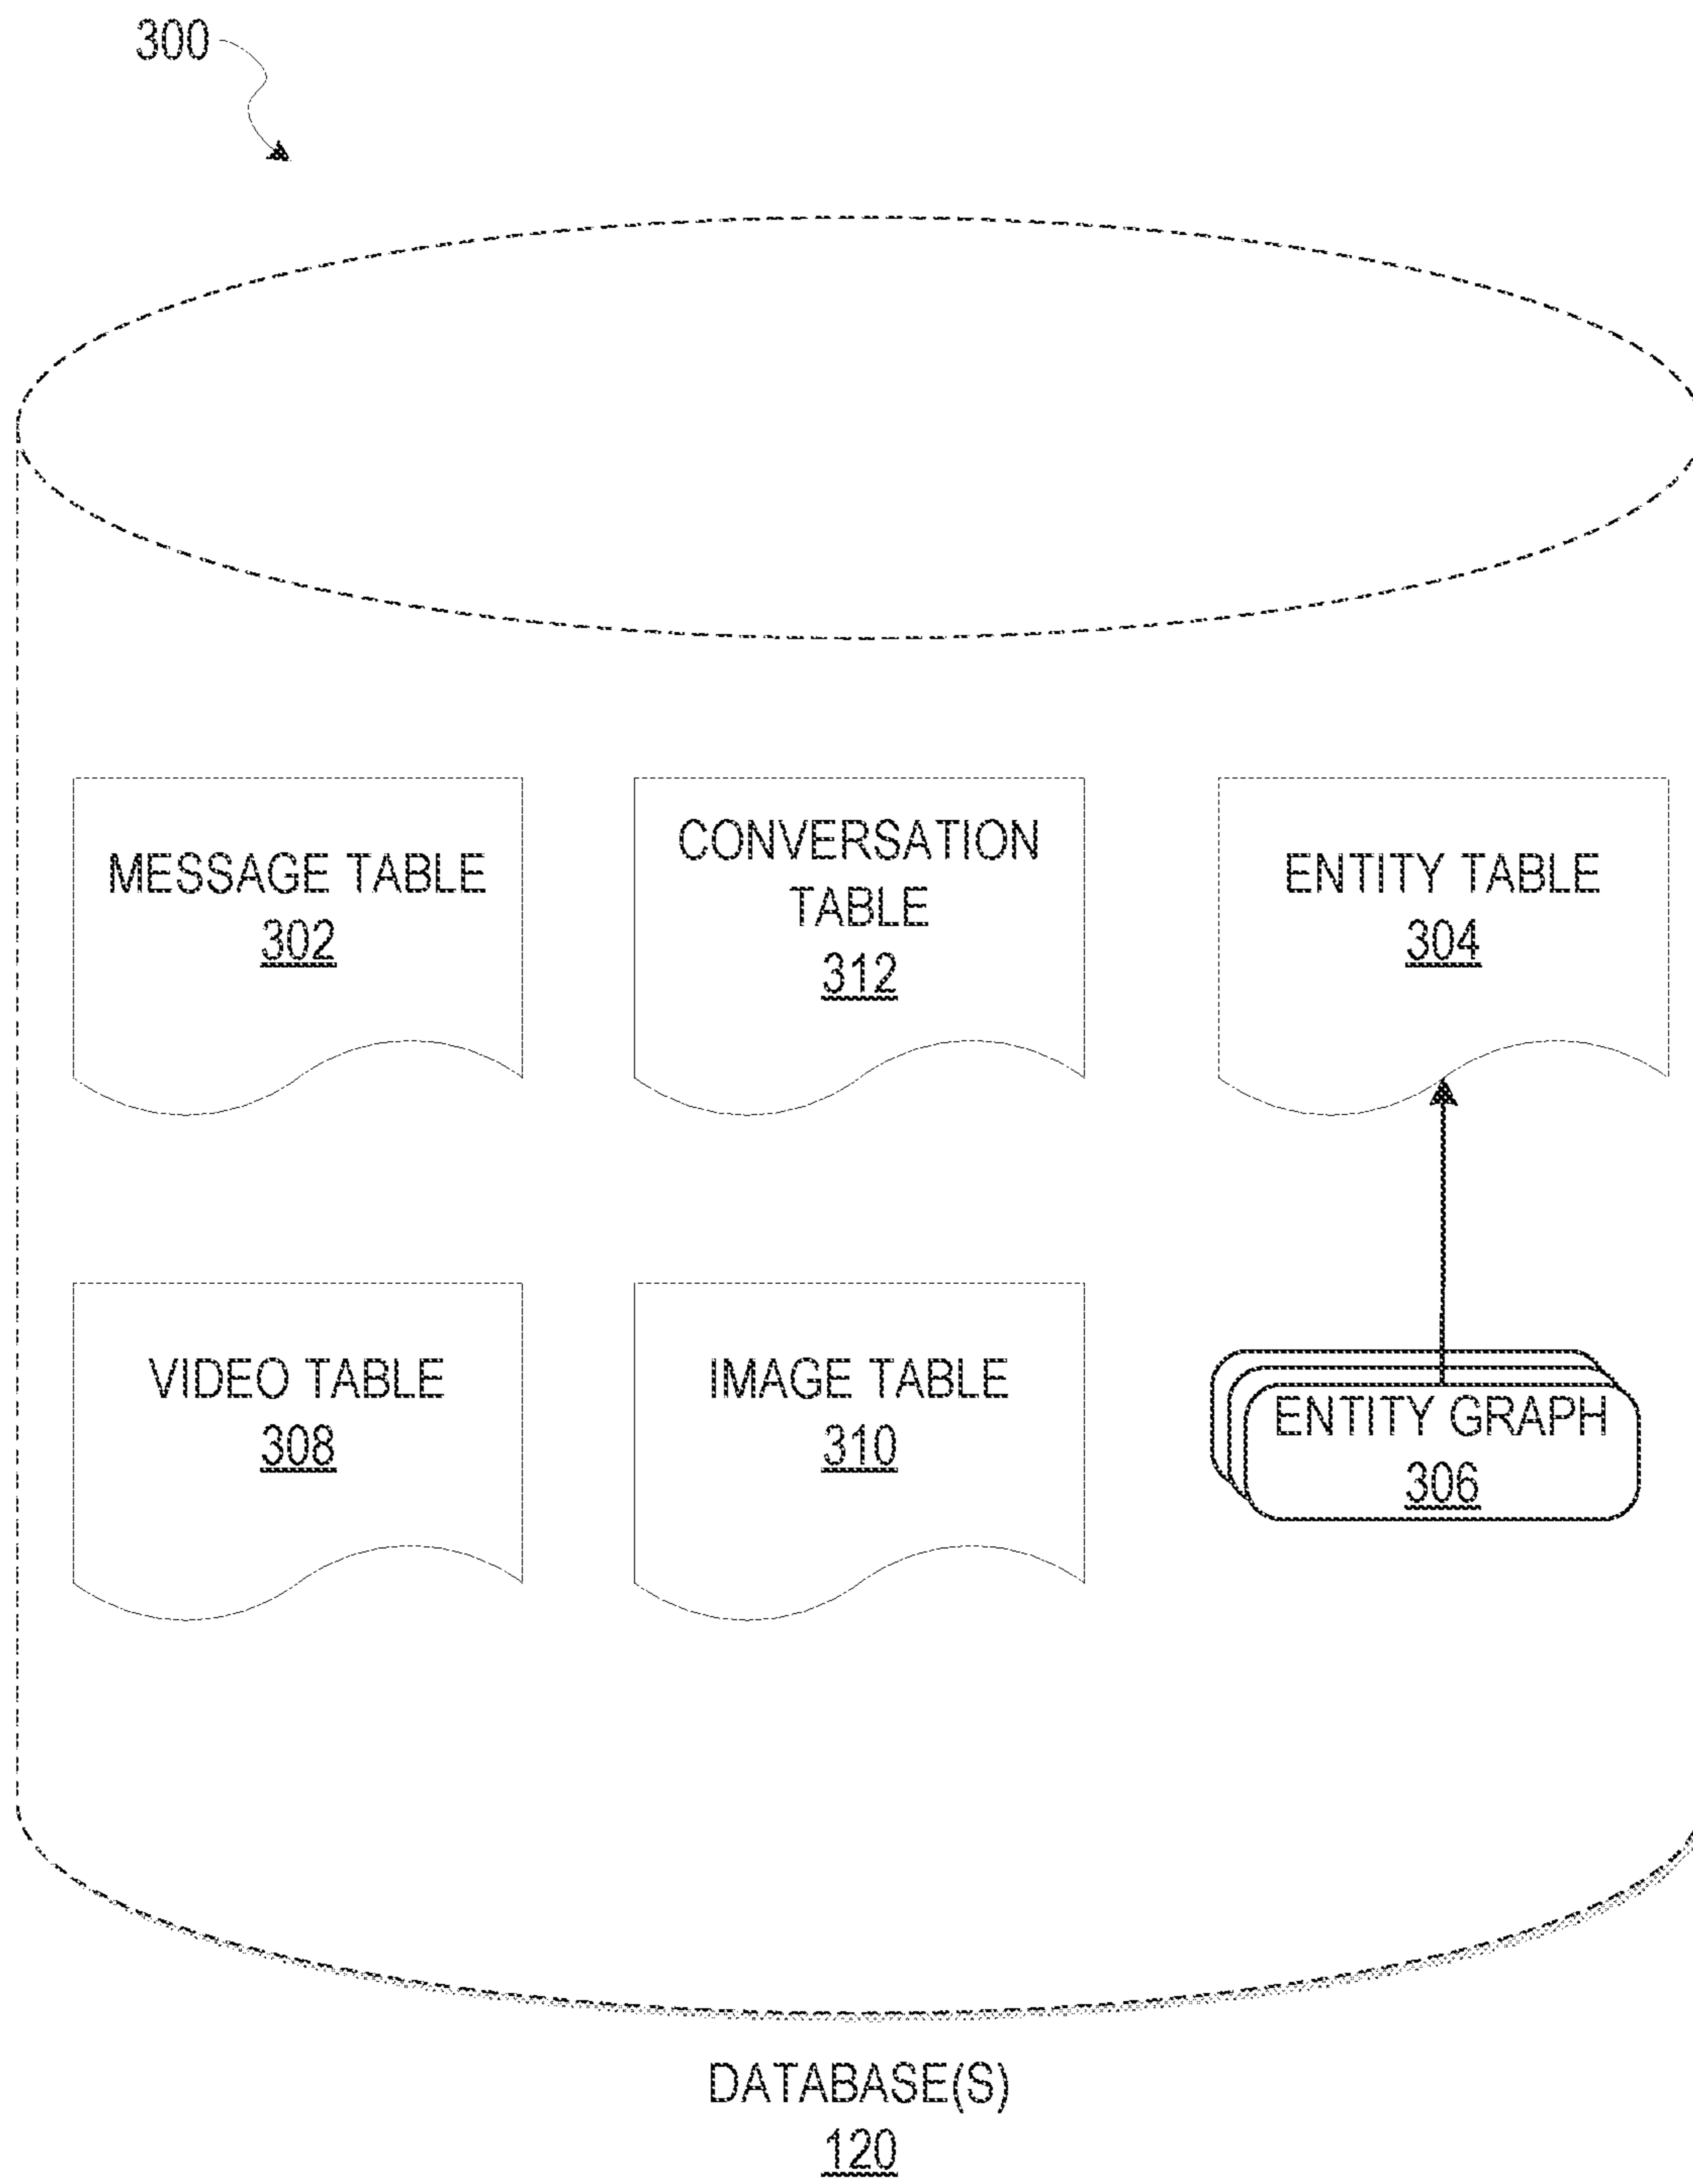 300
MESSAGE TABLE
302
CONVERSATION
TABLE
312
ENTITY TABLE
304
VIDEO TABLE
308
IMAGE TABLE
310
ENTITY GRAPH
306
DATABASE(S)
120